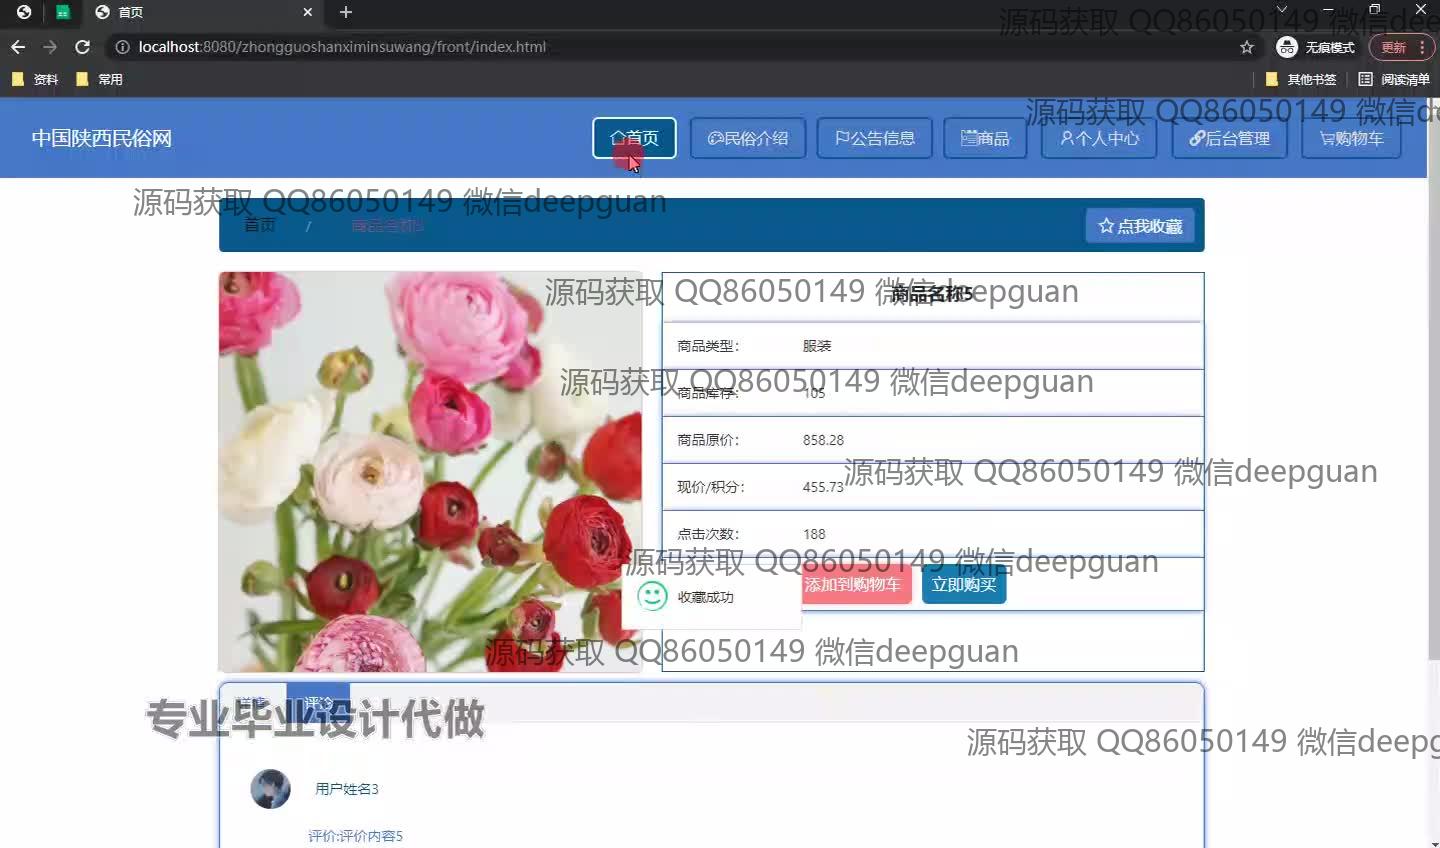 首页
localhost:8080/zhongguoshanximinsuwang/front/index.html
无痕模式
更新
资料
常用
其他书签
阅读清单
源码获取 QQ86050149 微信dee
源码获取 QQ86050149 微信d
中国陕西民俗网
首页
民俗介绍
公告信息
商品
个人中心
后台管理
购物车
源码获取 QQ86050149 微信deepguan
首页 / 商品名称5
点我收藏
源码获取 QQ86050149 微信deepguan
商品名称5
商品类型: 服装
源码获取 QQ86050149 微信deepguan
商品库存: 105
商品原价: 858.28
源码获取 QQ86050149 微信deepguan
现价/积分: 455.73
点击次数: 188
源码获取 QQ86050149 微信deepguan
添加到购物车
立即购买
收藏成功
源码获取 QQ86050149 微信deepguan
详情
评论
专业毕业设计代做
源码获取 QQ86050149 微信deepg
用户姓名3
评价:评价内容5